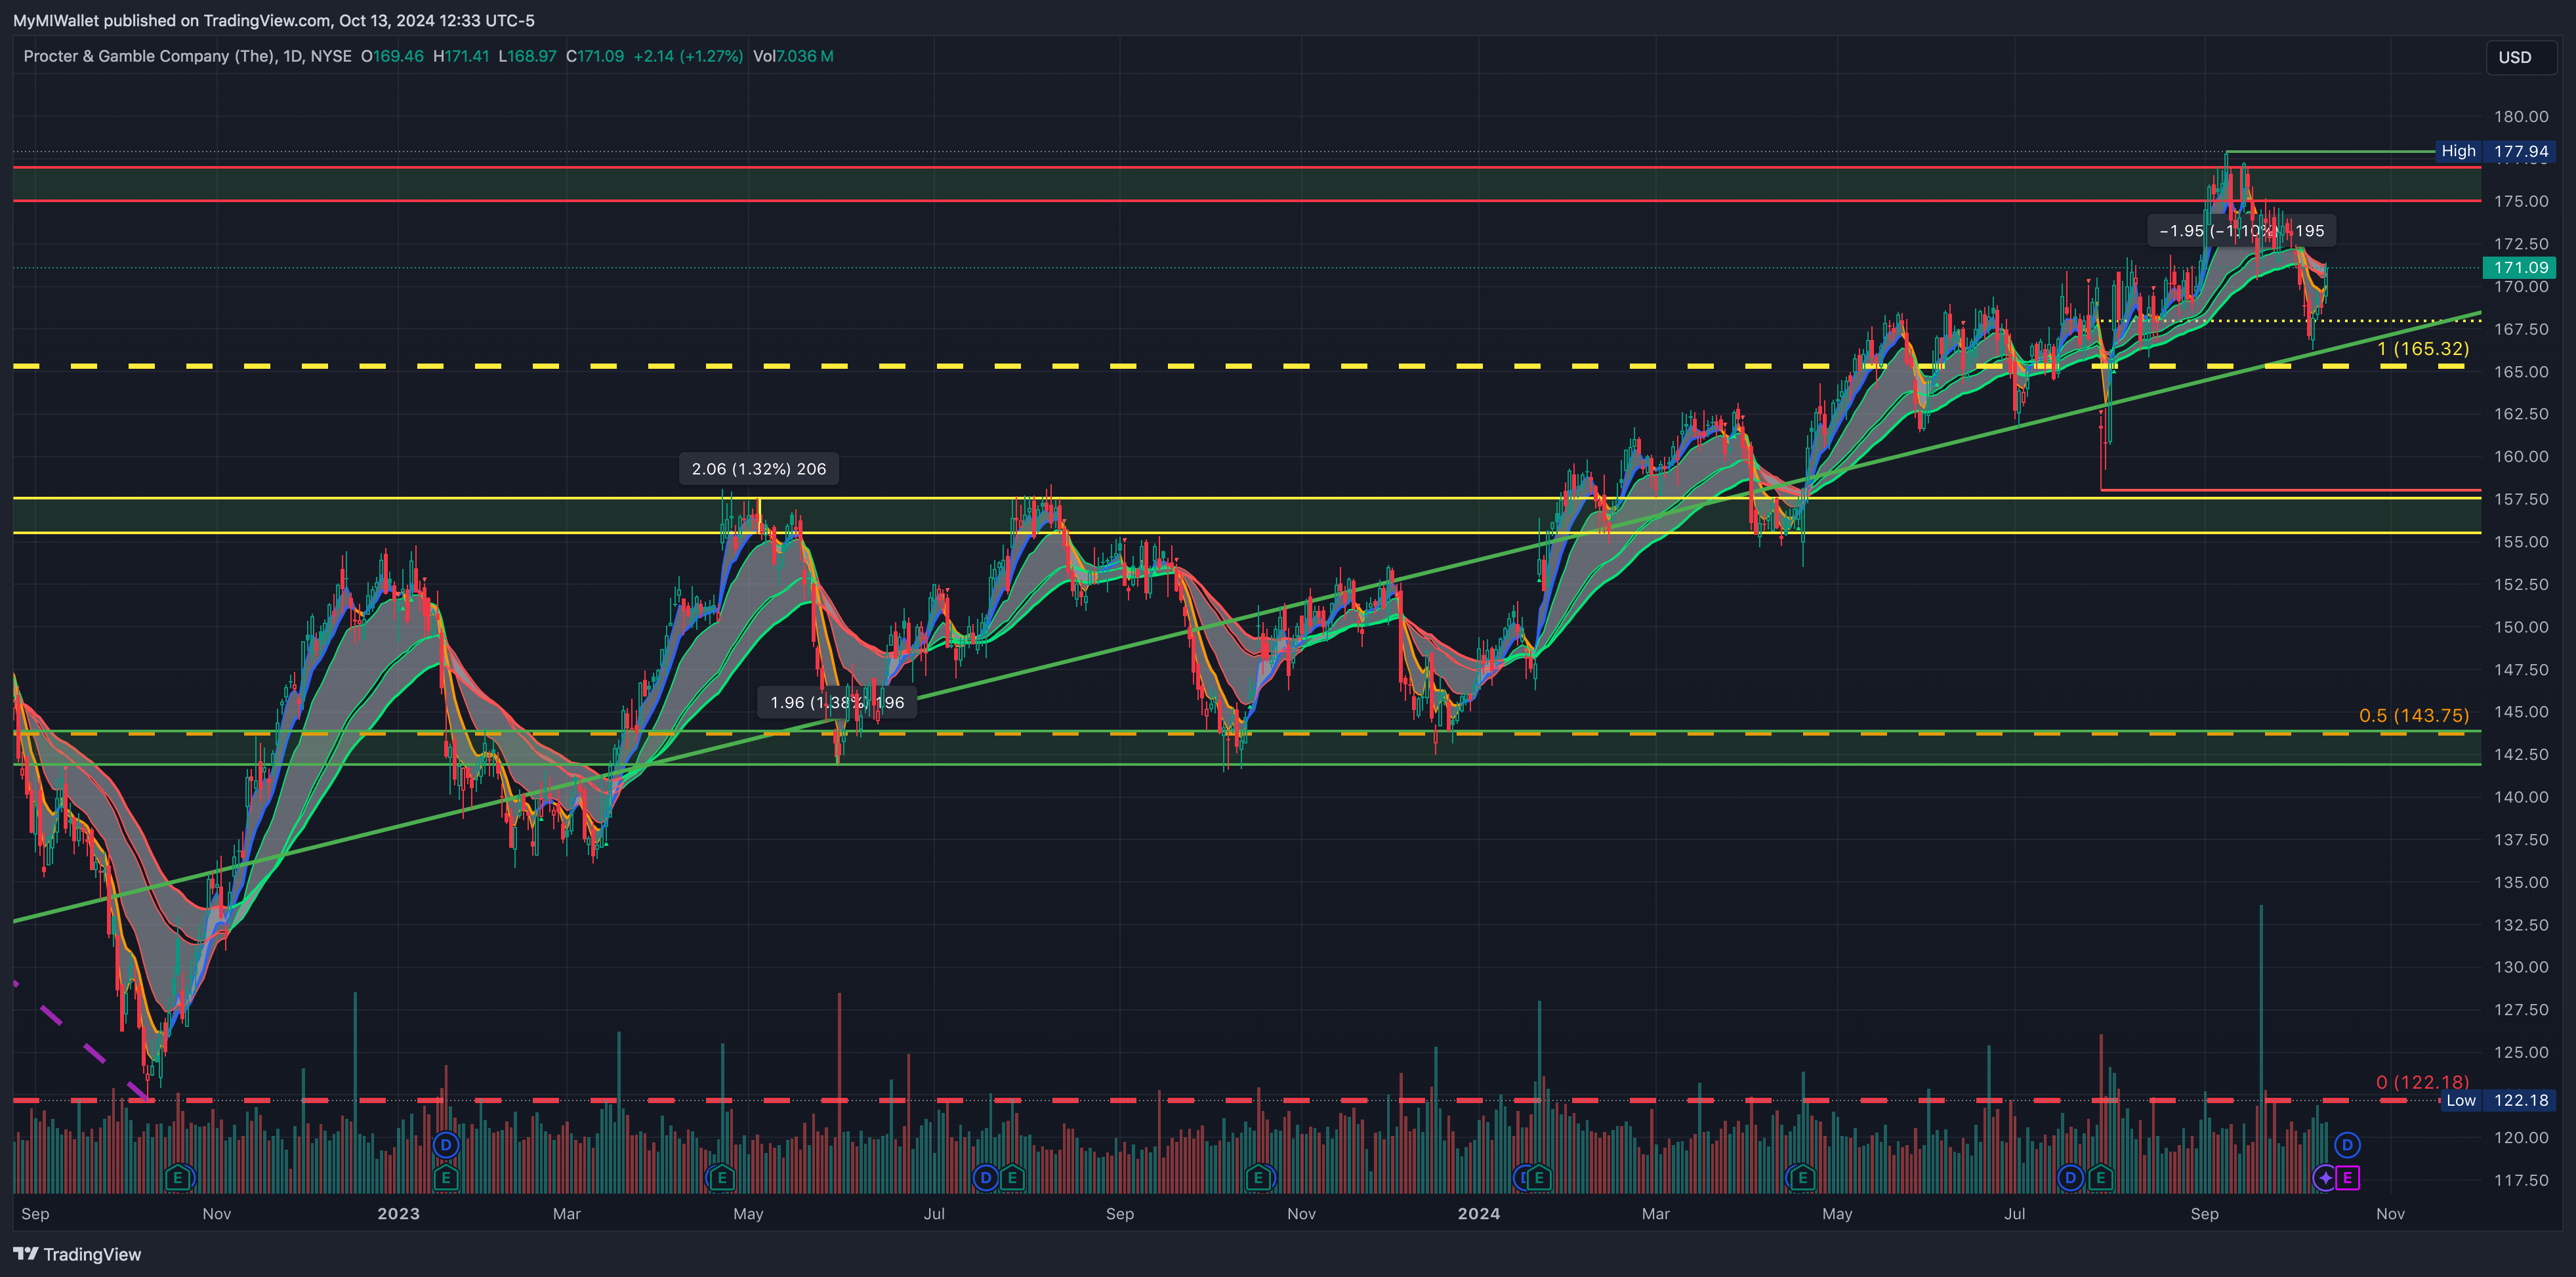 MyMIWallet published on TradingView.com, Oct 13, 2024 12:33 UTC-5
Procter & Gamble Company (The), 1D, NYSE O169.46 H171.41 L168.97 C171.09 +2.14 (+1.27%) Vol7.036 M
USD
180.00
High 177.94
175.00
−1.95 (−1.10%) 195
172.50
171.09
170.00
167.50
1 (165.32)
165.00
162.50
160.00
2.06 (1.32%) 206
157.50
155.00
152.50
150.00
147.50
1.96 (1.38%) 196
0.5 (143.75)
145.00
142.50
140.00
137.50
135.00
132.50
130.00
127.50
125.00
0 (122.18)
Low 122.18
120.00
D D
E E E D E E D E E D E E
117.50
Sep Nov 2023 Mar May Jul Sep Nov 2024 Mar May Jul Sep Nov
TradingView